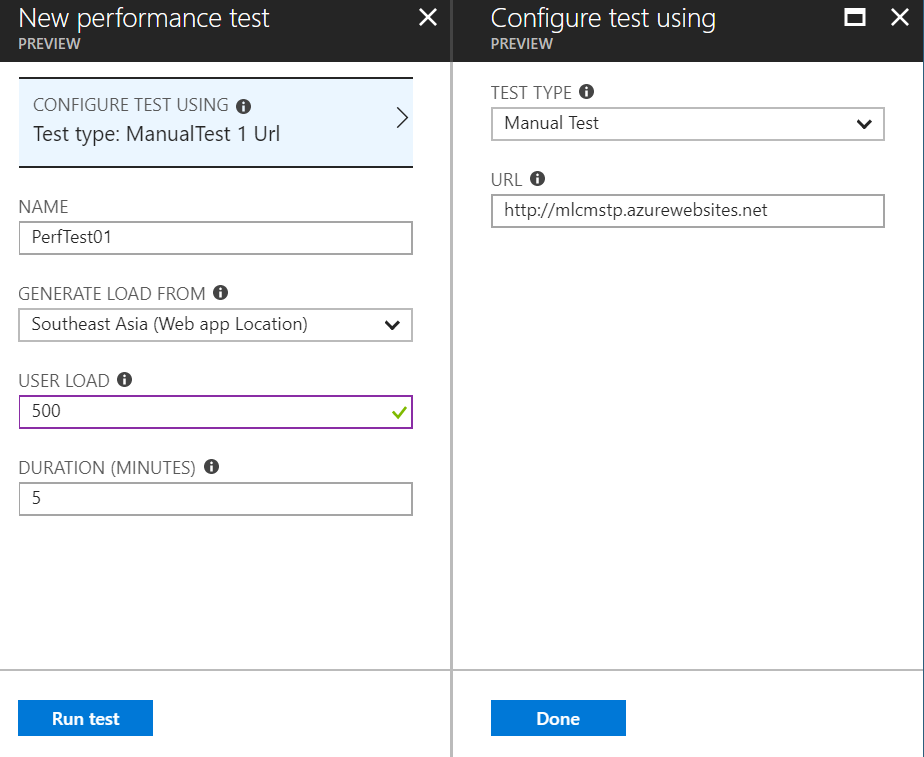 New performance test
PREVIEW
CONFIGURE TEST USING
Test type: ManualTest 1 Url
NAME
PerfTest01
GENERATE LOAD FROM
Southeast Asia (Web app Location)
USER LOAD
500
DURATION (MINUTES)
5
Run test
Configure test using
PREVIEW
TEST TYPE
Manual Test
URL
http://mlcmstp.azurewebsites.net
Done